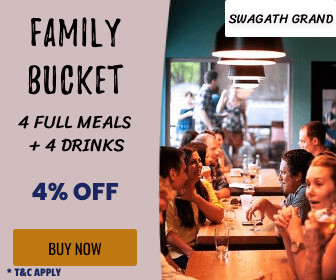 FAMILY
BUCKET
4 FULL MEALS
+ 4 DRINKS
4% OFF
BUY NOW
* T&C APPLY
SWAGATH GRAND